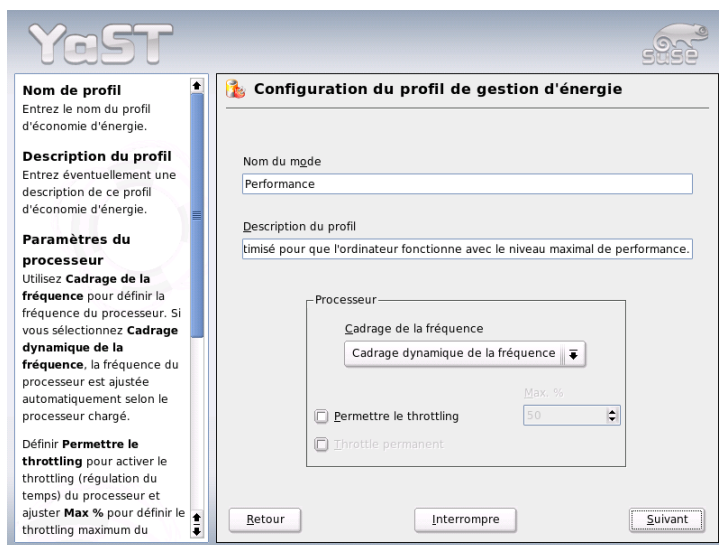 YaST
suse
Nom de profil
Entrez le nom du profil
d'économie d'énergie.
Description du profil
Entrez éventuellement une
description de ce profil
d'économie d'énergie.
Paramètres du
processeur
Utilisez Cadrage de la
fréquence pour définir la
fréquence du processeur. Si
vous sélectionnez Cadrage
dynamique de la
fréquence, la fréquence du
processeur est ajustée
automatiquement selon le
processeur chargé.
Définir Permettre le
throttling pour activer le
throttling (régulation du
temps) du processeur et
ajuster Max % pour définir le
throttling maximum du
Configuration du profil de gestion d'énergie
Nom du mode
Performance
Description du profil
timisé pour que l'ordinateur fonctionne avec le niveau maximal de performance.
Processeur
Cadrage de la fréquence
Cadrage dynamique de la fréquence
Max. %
Permettre le throttling
50
Throttle permanent
Retour
Interrompre
Suivant